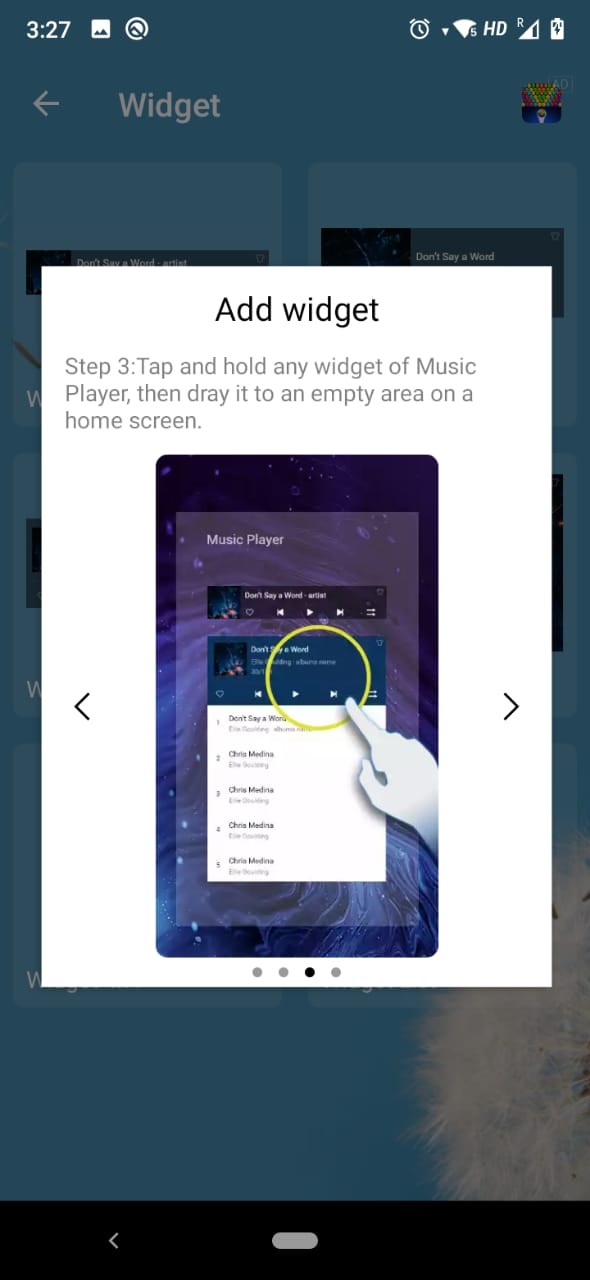 3:27
5 HD R
Widget
AD
Don't Say a Word - artist
Don't Say a Word
Add widget
Step 3:Tap and hold any widget of Music
Player, then dray it to an empty area on a
home screen.
Music Player
Don't Say a Word - artist
Don't Say a Word
Ellie Goulding - albums name
Don't Say a Word
1
Ellie Goulding - albums name
Chris Medina
2
Ellie Goulding
Chris Medina
3
Ellie Goulding
Chris Medina
4
Ellie Goulding
Chris Medina
5
Ellie Goulding